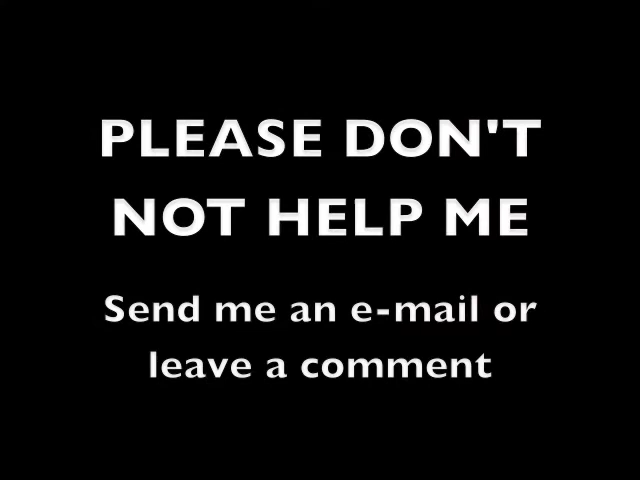 PLEASE DON'T
NOT HELP ME
Send me an e-mail or
leave a comment